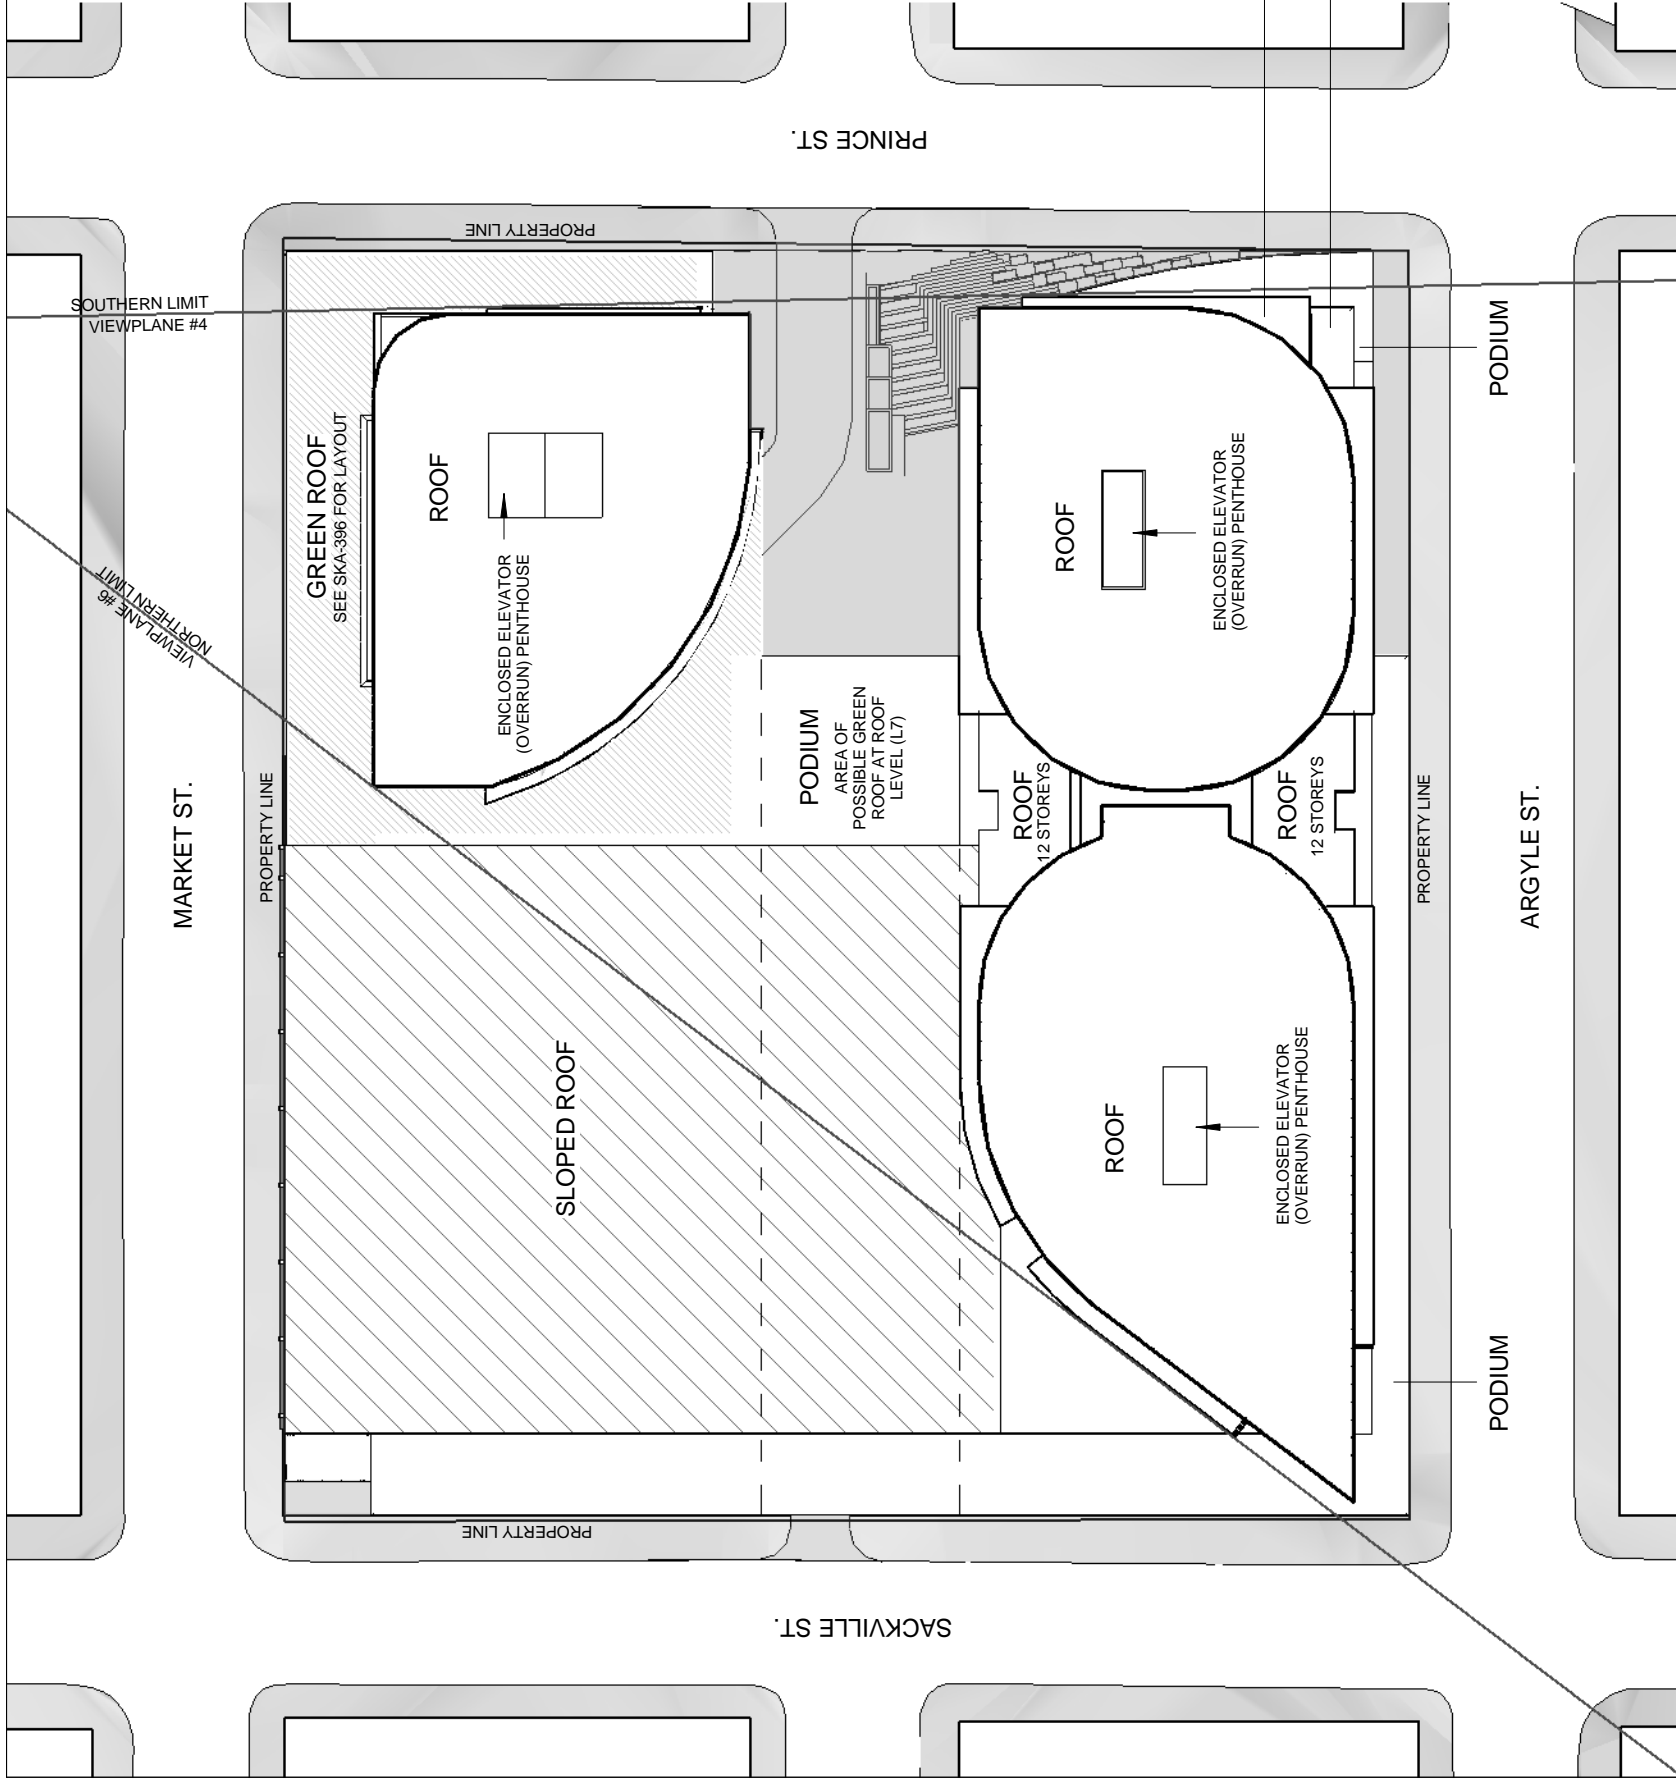 PRINCE ST.
PROPERTY LINE
SOUTHERN LIMIT
VIEWPLANE #4
VIEWPLANE #6
NORTHERN LIMIT
GREEN ROOF
SEE SKA-396 FOR LAYOUT
ROOF
ENCLOSED ELEVATOR
(OVERRUN) PENTHOUSE
ROOF
ENCLOSED ELEVATOR
(OVERRUN) PENTHOUSE
PODIUM
MARKET ST.
PROPERTY LINE
PODIUM
AREA OF
POSSIBLE GREEN
ROOF AT ROOF
LEVEL (L7)
ROOF
12 STOREYS
ROOF
12 STOREYS
PROPERTY LINE
ARGYLE ST.
SLOPED ROOF
ROOF
ENCLOSED ELEVATOR
(OVERRUN) PENTHOUSE
PODIUM
PROPERTY LINE
SACKVILLE ST.